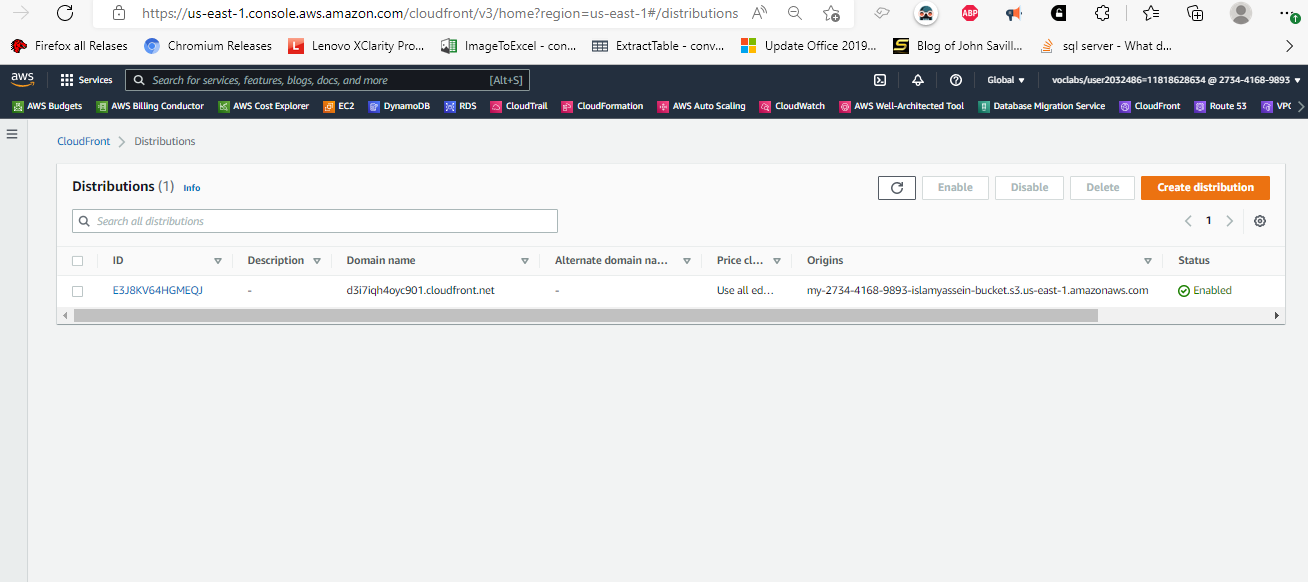 https://us-east-1.console.aws.amazon.com/cloudfront/v3/home?region=us-east-1#/distributions
ABP
Firefox all Relases Chromium Releases Lenovo XClarity Pro... ImageToExcel - con... ExtractTable - conv... Update Office 2019... Blog of John Savill... sql server - What d...
aws Services Search for services, features, blogs, docs, and more [Alt+S] Global voclabs/user2032486=11818628634 @ 2734-4168-9893
AWS Budgets AWS Billing Conductor AWS Cost Explorer EC2 DynamoDB RDS CloudTrail CloudFormation AWS Auto Scaling CloudWatch AWS Well-Architected Tool Database Migration Service CloudFront Route 53 VPC
CloudFront Distributions
Distributions (1) Info Enable Disable Delete Create distribution
Search all distributions 1
ID Description Domain name Alternate domain na... Price cl... Origins Status
E3J8KV64HGMEQJ - d3i7iqh4oyc901.cloudfront.net - Use all ed... my-2734-4168-9893-islamyassein-bucket.s3.us-east-1.amazonaws.com Enabled